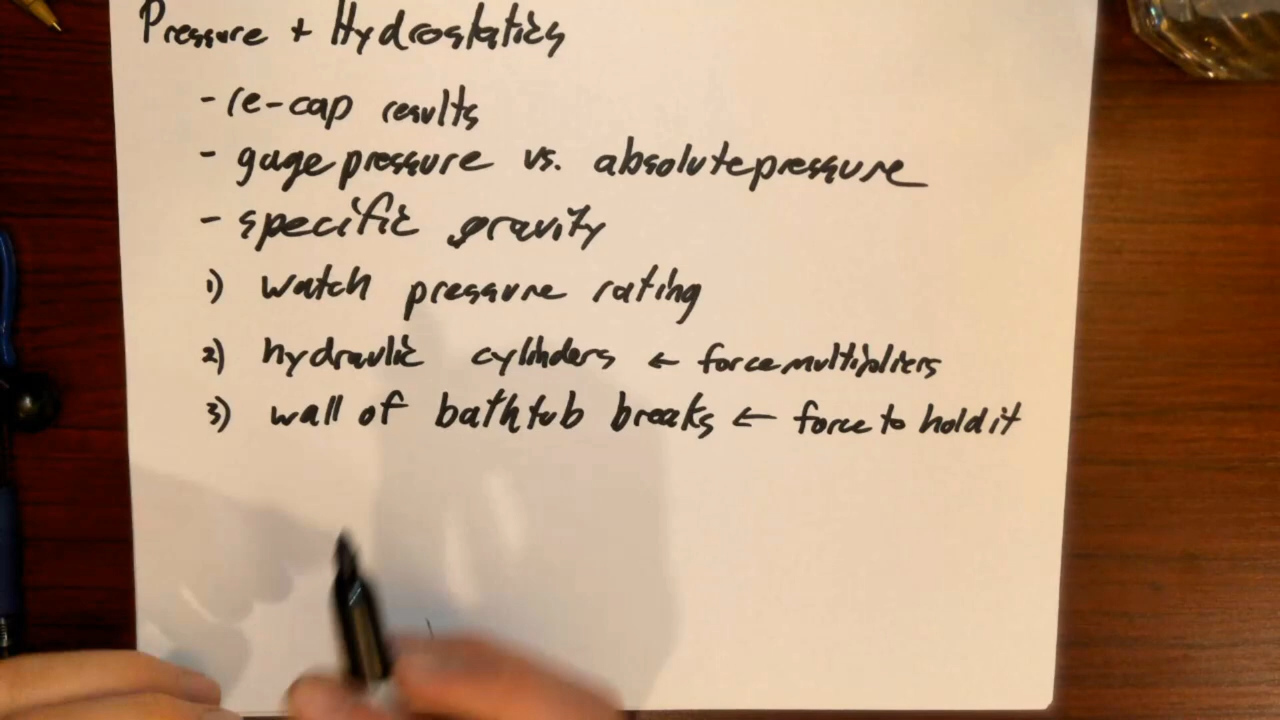 Pressure + Hydrostatics
- re-cap results
- gage pressure vs. absolute pressure
- specific gravity
1) watch pressure rating
2) hydraulic cylinders ← force multipliers
3) wall of bathtub breaks ← force to hold it